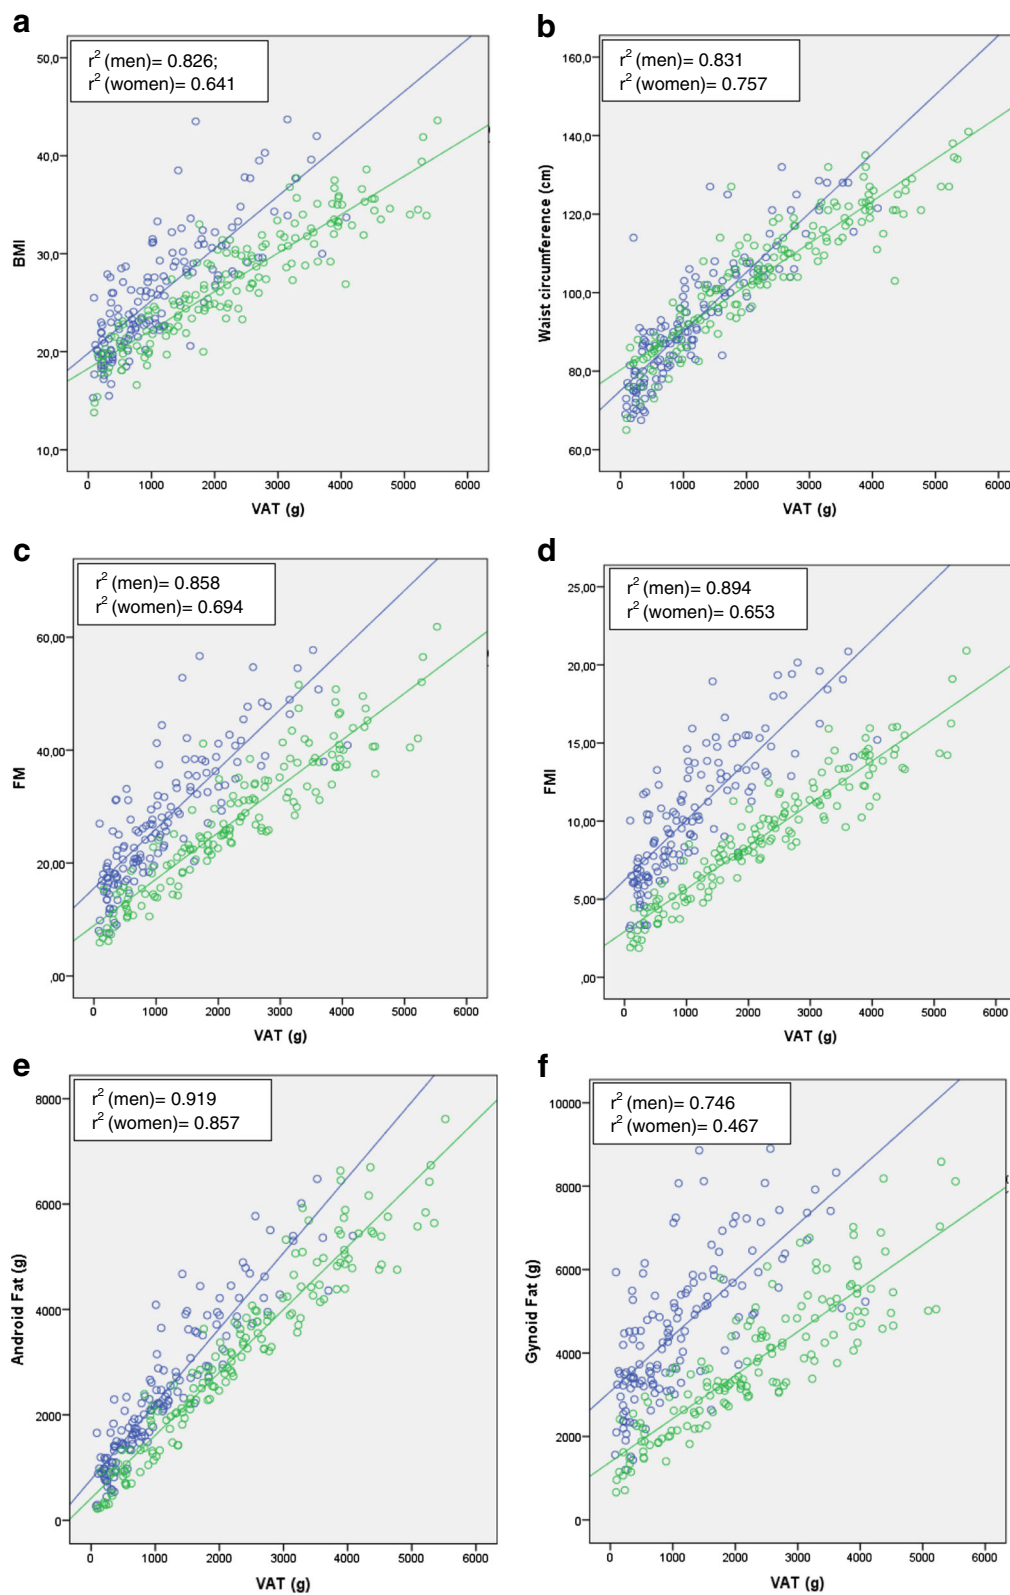 a
r² (men)= 0.826;
r² (women)= 0.641
50,0
40,0
30,0
20,0
10,0
BMI
0 1000 2000 3000 4000 5000 6000
VAT (g)
b
r² (men)= 0.831
r² (women)= 0.757
160,0
140,0
120,0
100,0
80,0
60,0
Waist circumference (cm)
0 1000 2000 3000 4000 5000 6000
VAT (g)
c
r² (men)= 0.858
r² (women)= 0.694
60,00
40,00
20,00
,00
FM
0 1000 2000 3000 4000 5000 6000
VAT (g)
d
r² (men)= 0.894
r² (women)= 0.653
25,00
20,00
15,00
10,00
5,00
,00
FMI
0 1000 2000 3000 4000 5000 6000
VAT (g)
e
r² (men)= 0.919
r² (women)= 0.857
8000
6000
4000
2000
0
Android Fat (g)
0 1000 2000 3000 4000 5000 6000
VAT (g)
f
r² (men)= 0.746
r² (women)= 0.467
10000
8000
6000
4000
2000
0
Gynoid Fat (g)
0 1000 2000 3000 4000 5000 6000
VAT (g)